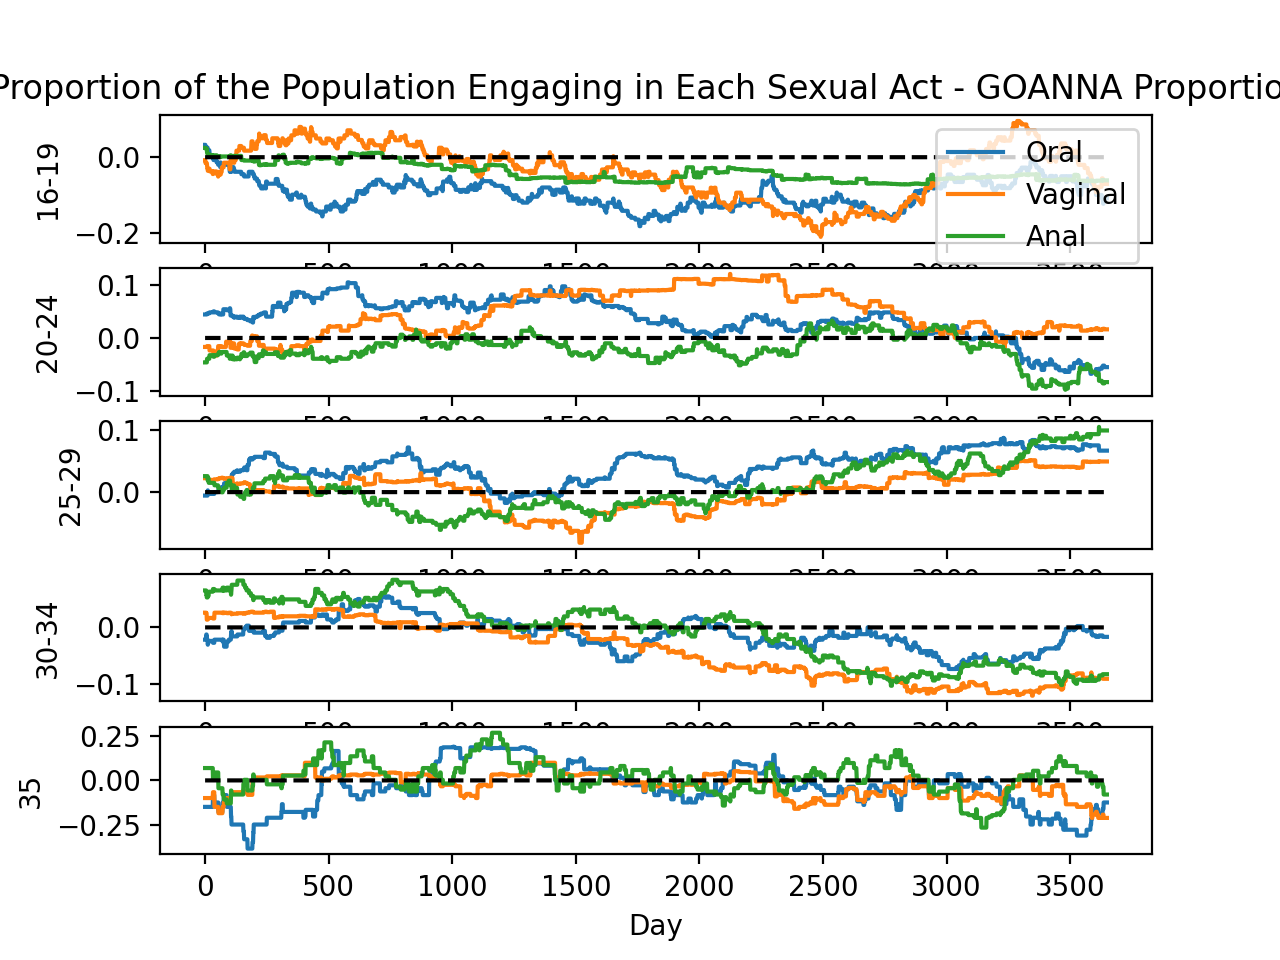 Proportion of the Population Engaging in Each Sexual Act - GOANNA Proportio
16-19
0.0
−0.2
Oral
Vaginal
Anal
20-24
0.1
0.0
−0.1
25-29
0.1
0.0
30-34
0.0
−0.1
35
0.25
0.00
−0.25
0 500 1000 1500 2000 2500 3000 3500
Day